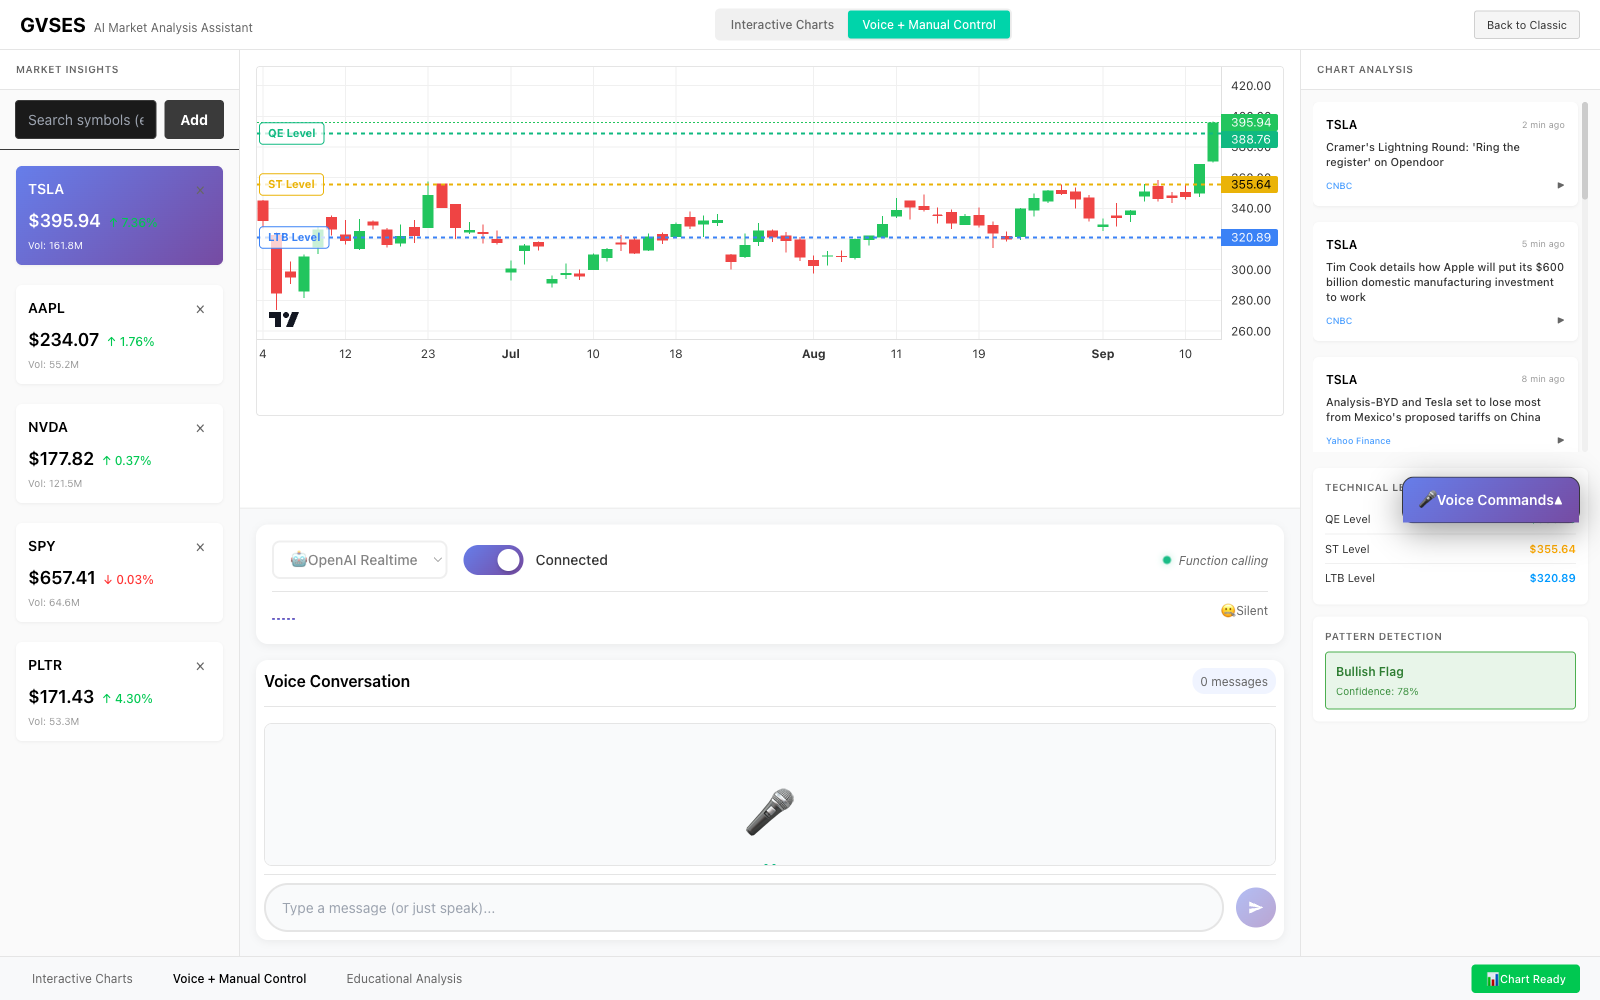 GVSES AI Market Analysis Assistant
Interactive Charts
Voice + Manual Control
Back to Classic
MARKET INSIGHTS
Search symbols (e
Add
TSLA
$395.94 ↑ 7.36%
Vol: 161.8M
AAPL ×
$234.07 ↑ 1.76%
Vol: 55.2M
NVDA ×
$177.82 ↑ 0.37%
Vol: 121.5M
SPY ×
$657.41 ↓ 0.03%
Vol: 64.6M
PLTR ×
$171.43 ↑ 4.30%
Vol: 53.3M
QE Level
ST Level
LTB Level
420.00
395.94
388.76
380.00
355.64
340.00
320.89
300.00
280.00
260.00
4 12 23 Jul 10 18 Aug 11 19 Sep 10
OpenAI Realtime
Connected
Function calling
Silent
Voice Conversation
0 messages
Type a message (or just speak)...
CHART ANALYSIS
TSLA 2 min ago
Cramer's Lightning Round: 'Ring the
register' on Opendoor
CNBC
TSLA 5 min ago
Tim Cook details how Apple will put its $600
billion domestic manufacturing investment
to work
CNBC
TSLA 8 min ago
Analysis-BYD and Tesla set to lose most
from Mexico's proposed tariffs on China
Yahoo Finance
TECHNICAL
Voice Commands
QE Level
ST Level $355.64
LTB Level $320.89
PATTERN DETECTION
Bullish Flag
Confidence: 78%
Interactive Charts
Voice + Manual Control
Educational Analysis
Chart Ready